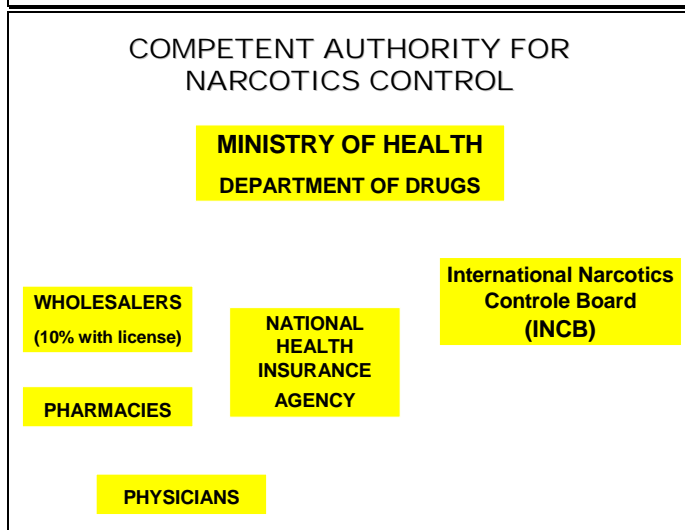 COMPETENT AUTHORITY FOR
NARCOTICS CONTROL
MINISTRY OF HEALTH
DEPARTMENT OF DRUGS
International Narcotics
Controle Board
(INCB)
WHOLESALERS
(10% with license)
NATIONAL
HEALTH
INSURANCE
AGENCY
PHARMACIES
PHYSICIANS